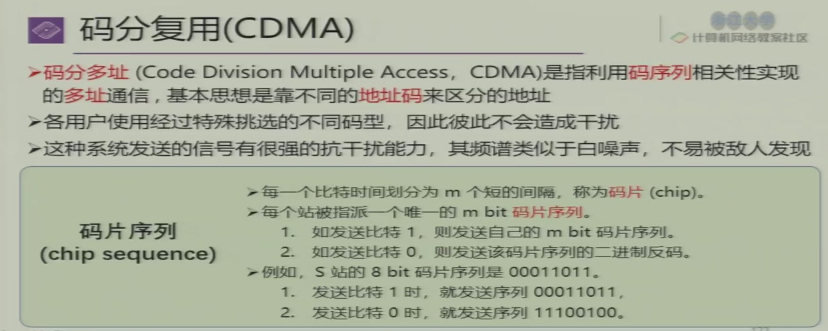 码分复用(CDMA)
计算机网络教案社区
➢码分多址 (Code Division Multiple Access，CDMA)是指利用码序列相关性实现
的多址通信，基本思想是靠不同的地址码来区分的地址
➢各用户使用经过特殊挑选的不同码型，因此彼此不会造成干扰
➢这种系统发送的信号有很强的抗干扰能力，其频谱类似于白噪声，不易被敌人发现
码片序列
(chip sequence)
➢每一个比特时间划分为 m 个短的间隔，称为码片 (chip)。
➢每个站被指派一个唯一的 m bit 码片序列。
1. 如发送比特 1，则发送自己的 m bit 码片序列。
2. 如发送比特 0，则发送该码片序列的二进制反码。
➢例如，S 站的 8 bit 码片序列是 00011011。
1. 发送比特 1 时，就发送序列 00011011，
2. 发送比特 0 时，就发送序列 11100100。